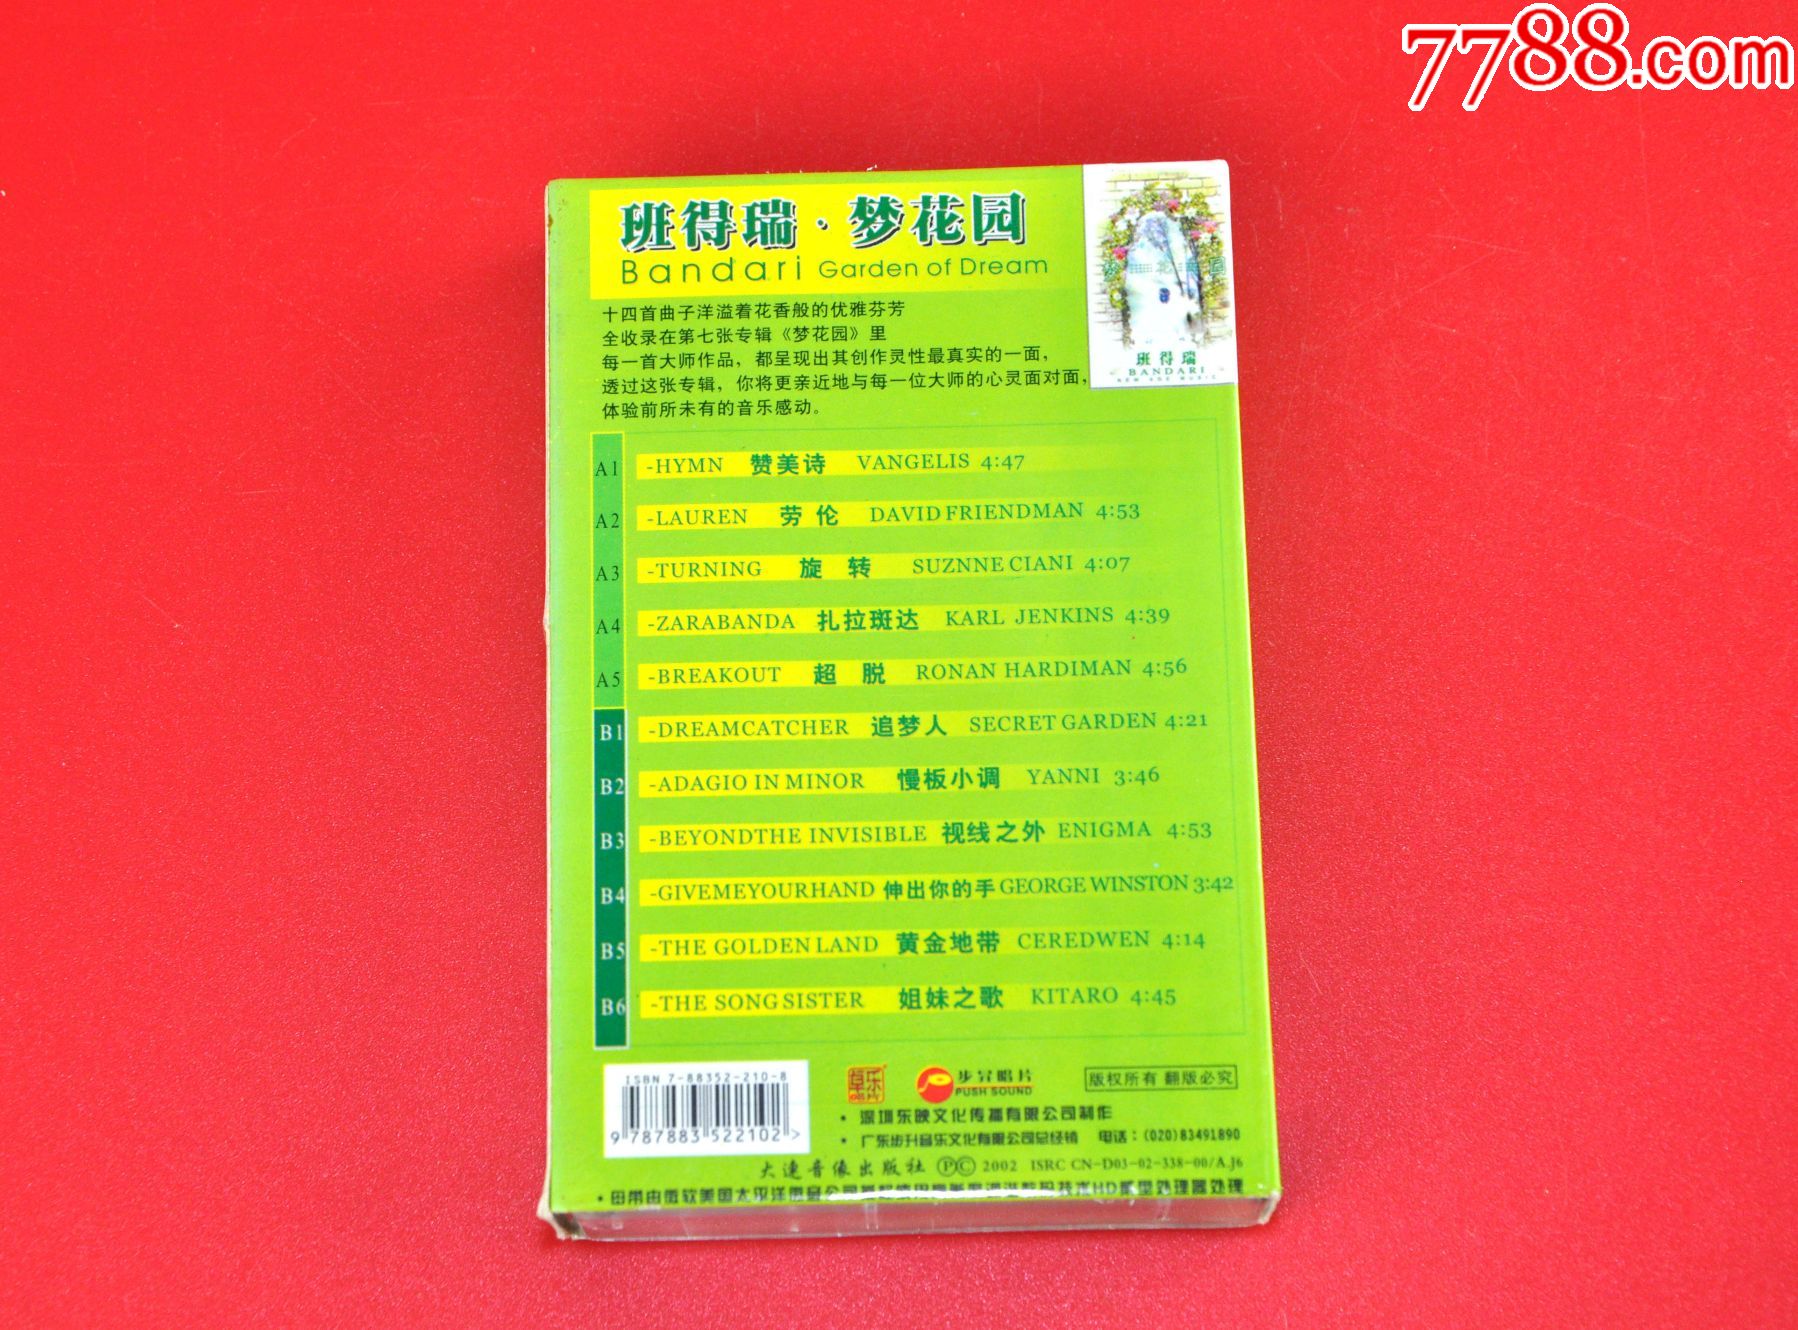 7788.com
班得瑞·梦花园
Bandari Garden of Dream
十四首曲子洋溢着花香般的优雅芬芳
全收录在第七张专辑《梦花园》里
每一首大师作品，都呈现出其创作灵性最真实的一面，
透过这张专辑，你将更亲近地与每一位大师的心灵面对面，
体验前所未有的音乐感动。
班得瑞
BANDARI
NEW AGE MUSIC
A1 -HYMN 赞美诗 VANGELIS 4:47
A2 -LAUREN 劳伦 DAVID FRIENDMAN 4:53
A3 -TURNING 旋转 SUZNNE CIANI 4:07
A4 -ZARABANDA 扎拉斑达 KARL JENKINS 4:39
A5 -BREAKOUT 超脱 RONAN HARDIMAN 4:56
B1 -DREAMCATCHER 追梦人 SECRET GARDEN 4:21
B2 -ADAGIO IN MINOR 慢板小调 YANNI 3:46
B3 -BEYONDTHE INVISIBLE 视线之外 ENIGMA 4:53
B4 -GIVEMEYOURHAND 伸出你的手 GEORGE WINSTON 3:42
B5 -THE GOLDEN LAND 黄金地带 CEREDWEN 4:14
B6 -THE SONG SISTER 姐妹之歌 KITARO 4:45
ISBN 7-88352-210-8
9 787883 522102 >
卓乐
步升唱片
PUSH SOUND
版权所有 翻版必究
·深圳东映文化传播有限公司制作
·广东步升音乐文化有限公司总经销 电话：(020)83491890
大连音像出版社 ⓅⒸ 2002 ISRC CN-D03-02-338-00/A.J6